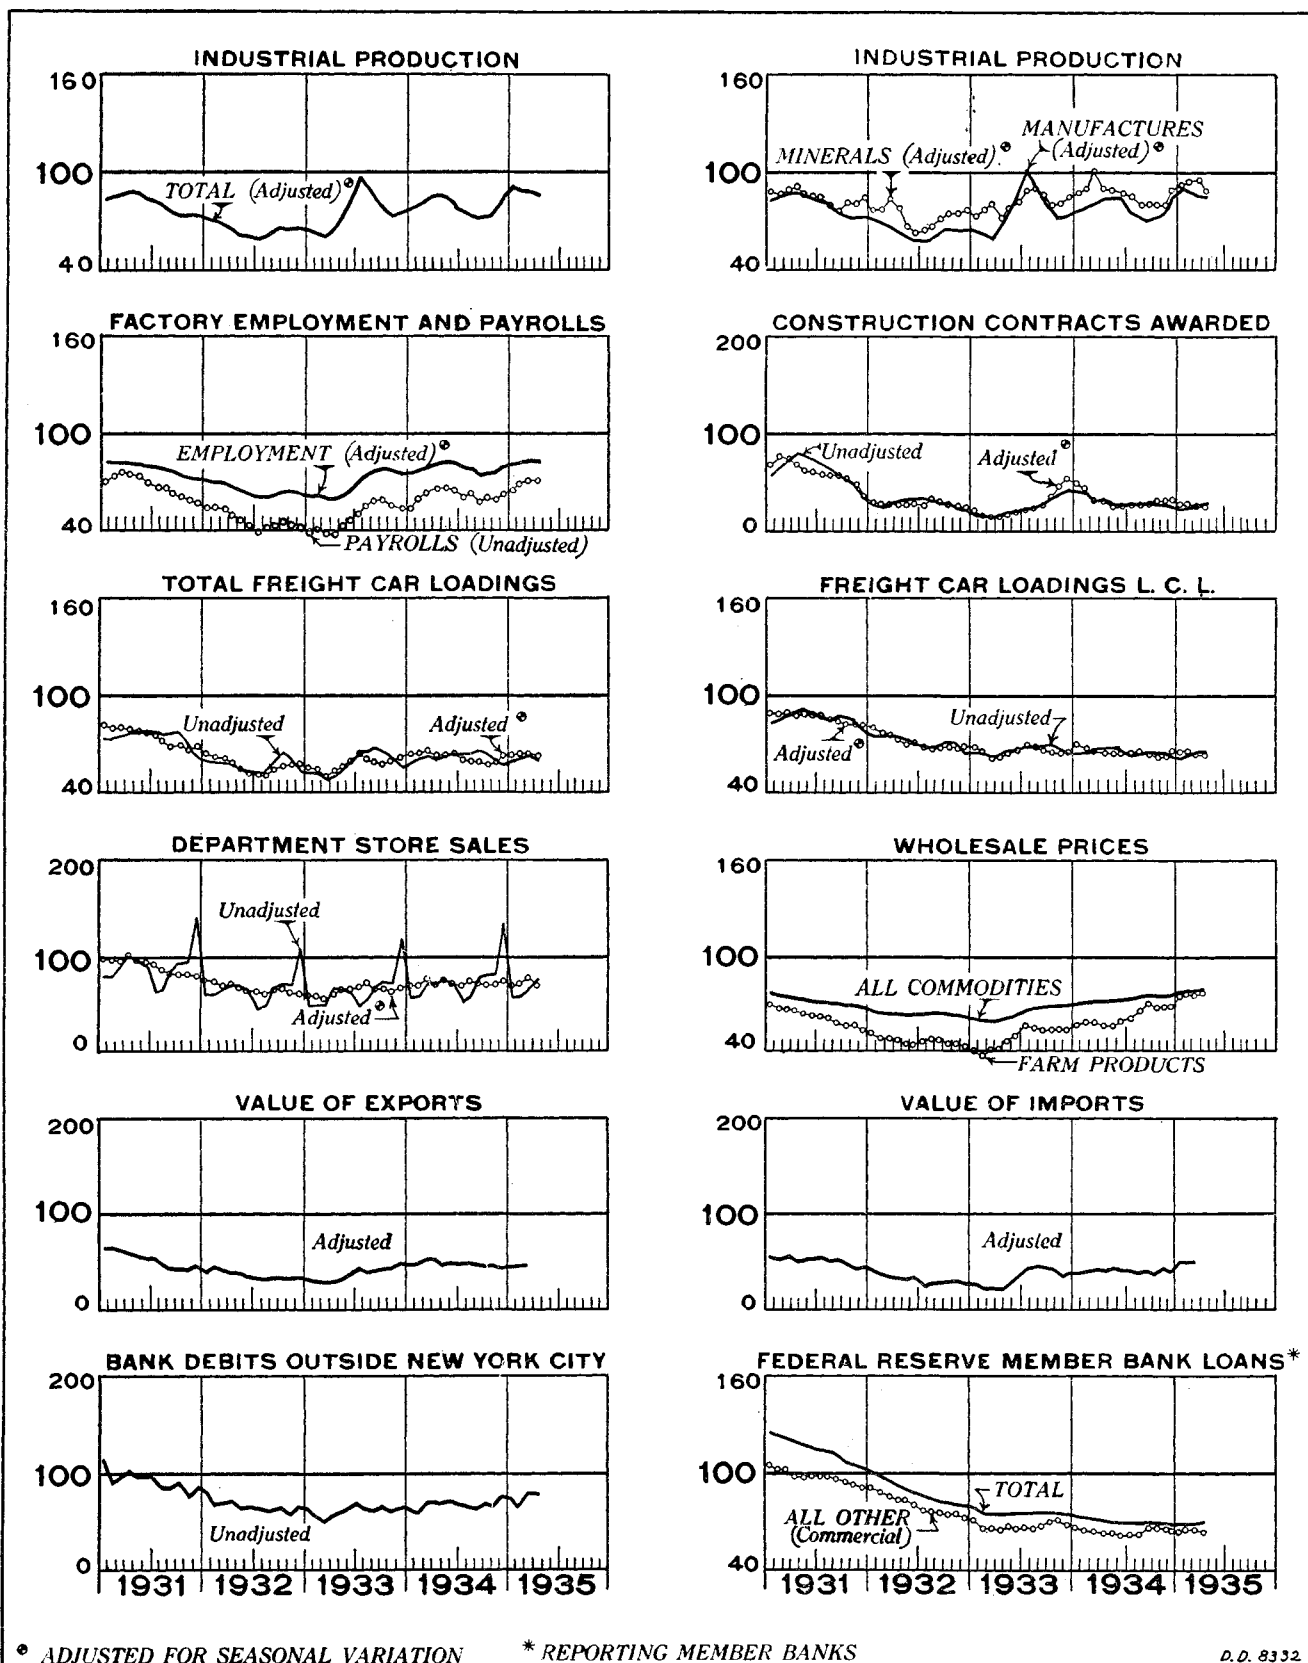 INDUSTRIAL PRODUCTION
160
100
40
TOTAL (Adjusted)
INDUSTRIAL PRODUCTION
160
100
40
MINERALS (Adjusted)
MANUFACTURES
(Adjusted)
FACTORY EMPLOYMENT AND PAYROLLS
160
100
40
EMPLOYMENT (Adjusted)
PAYROLLS (Unadjusted)
CONSTRUCTION CONTRACTS AWARDED
200
100
0
Unadjusted
Adjusted
TOTAL FREIGHT CAR LOADINGS
160
100
40
Unadjusted
Adjusted
FREIGHT CAR LOADINGS L. C. L.
160
100
40
Unadjusted
Adjusted
DEPARTMENT STORE SALES
200
100
0
Unadjusted
Adjusted
WHOLESALE PRICES
160
100
40
ALL COMMODITIES
FARM PRODUCTS
VALUE OF EXPORTS
200
100
0
Adjusted
VALUE OF IMPORTS
200
100
0
Adjusted
BANK DEBITS OUTSIDE NEW YORK CITY
200
100
0
Unadjusted
1931 1932 1933 1934 1935
FEDERAL RESERVE MEMBER BANK LOANS*
160
100
40
TOTAL
ALL OTHER
(Commercial)
1931 1932 1933 1934 1935
ADJUSTED FOR SEASONAL VARIATION
* REPORTING MEMBER BANKS
D.D. 8332